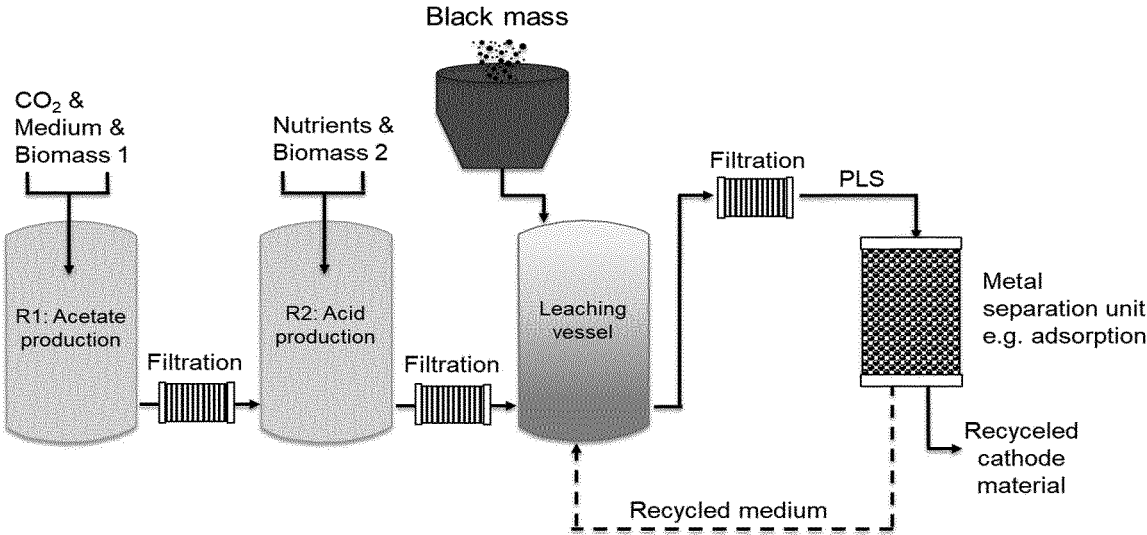 Black mass
CO₂ &
Medium &
Biomass 1
Nutrients &
Biomass 2
Filtration
PLS
R1: Acetate
production
R2: Acid
production
Leaching
vessel
Metal
separation unit
e.g. adsorption
Filtration
Filtration
Recyceled
cathode
material
Recycled medium